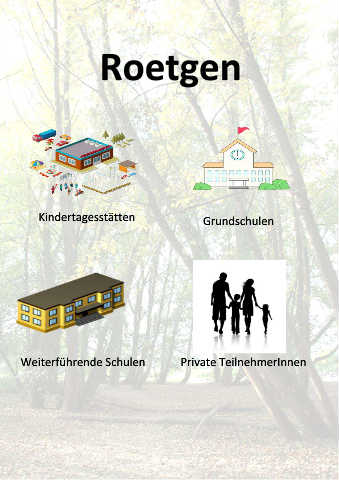 Roetgen
Kindertagesstätten
Grundschulen
Weiterführende Schulen
Private TeilnehmerInnen